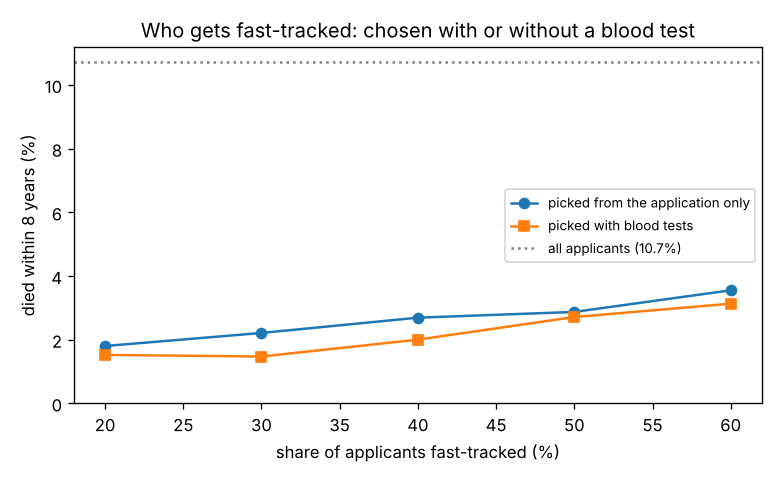 Who gets fast-tracked: chosen with or without a blood test
died within 8 years (%)
10
8
6
4
2
0
picked from the application only
picked with blood tests
all applicants (10.7%)
20 25 30 35 40 45 50 55 60
share of applicants fast-tracked (%)